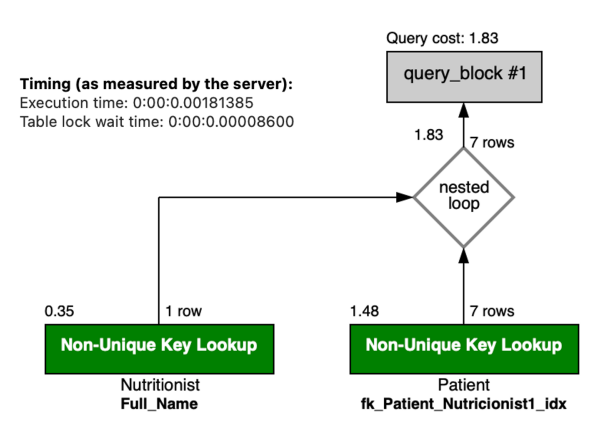 Query cost: 1.83
query_block #1
Timing (as measured by the server):
Execution time: 0:00:0.00181385
Table lock wait time: 0:00:0.00008600
1.83
7 rows
nested
loop
0.35
1 row
1.48
7 rows
Non-Unique Key Lookup
Non-Unique Key Lookup
Nutritionist
Full_Name
Patient
fk_Patient_Nutricionist1_idx